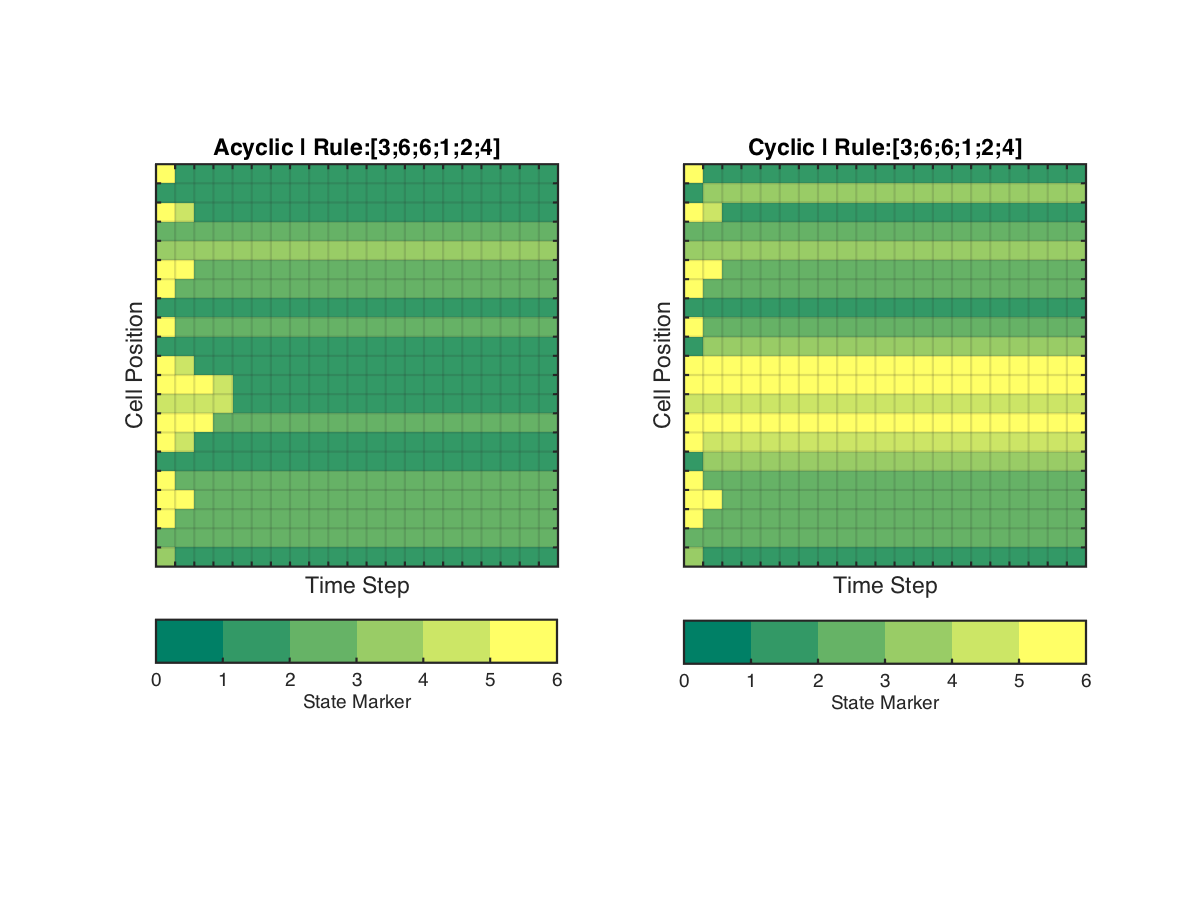 Acyclic | Rule:[3;6;6;1;2;4]
Cell Position
Time Step
0 1 2 3 4 5 6
State Marker
Cyclic | Rule:[3;6;6;1;2;4]
Cell Position
Time Step
0 1 2 3 4 5 6
State Marker